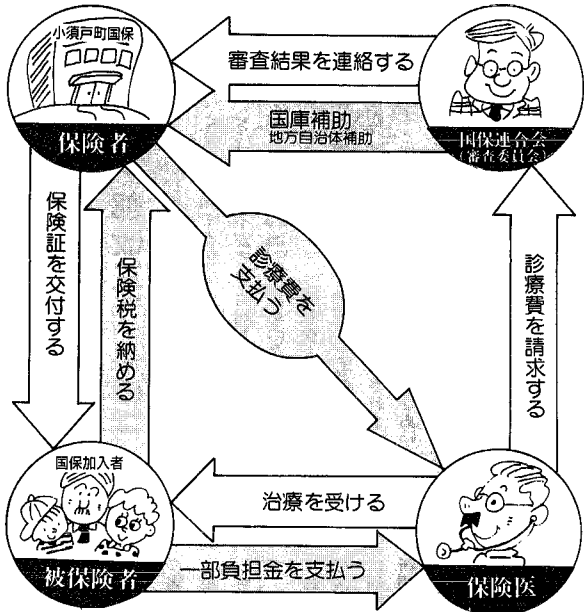 小須戸町国保
保険者
審査結果を連絡する
国庫補助
地方自治体補助
国保連合会
(審査委員会)
保険証を交付する
保険税を納める
診療費を
支払う
診療費を請求する
国保加入者
被保険者
治療を受ける
一部負担金を支払う
保険医